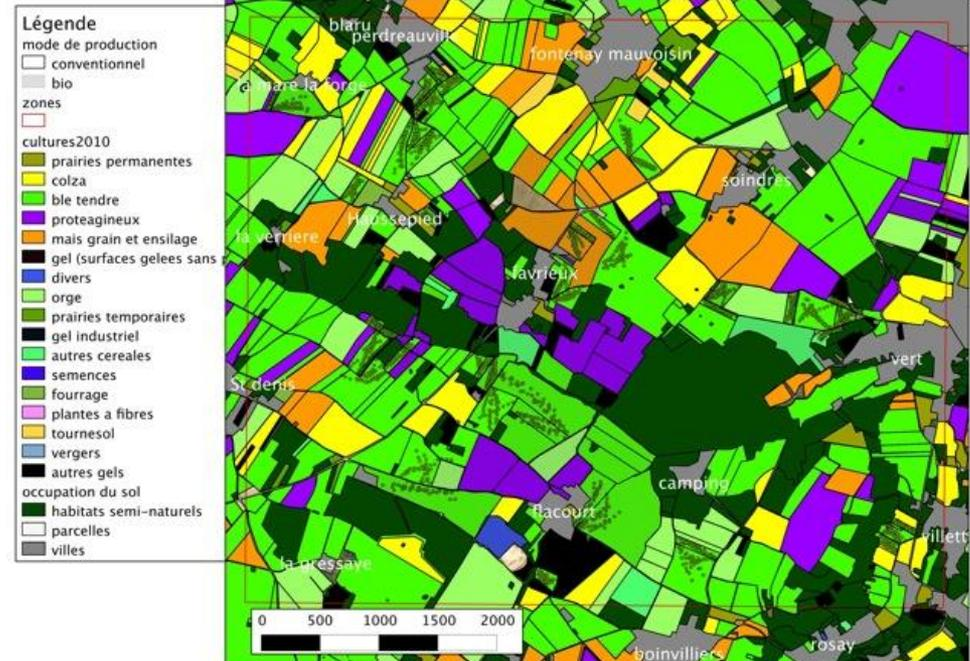 Légende
mode de production
conventionnel
bio
zones
cultures2010
prairies permanentes
colza
ble tendre
proteagineux
mais grain et ensilage
gel (surfaces gelees sans
divers
orge
prairies temporaires
gel industriel
autres cereales
semences
fourrage
plantes a fibres
tournesol
vergers
autres gels
occupation du sol
habitats semi-naturels
parcelles
villes
blaru
perdreauville
fontenay mauvoisin
la mare la forge
soindres
Haussepied
la verriere
favrieux
vert
St denis
camping
flacourt
villett
la gressaye
0 500 1000 1500 2000
rosay
boinvilliers